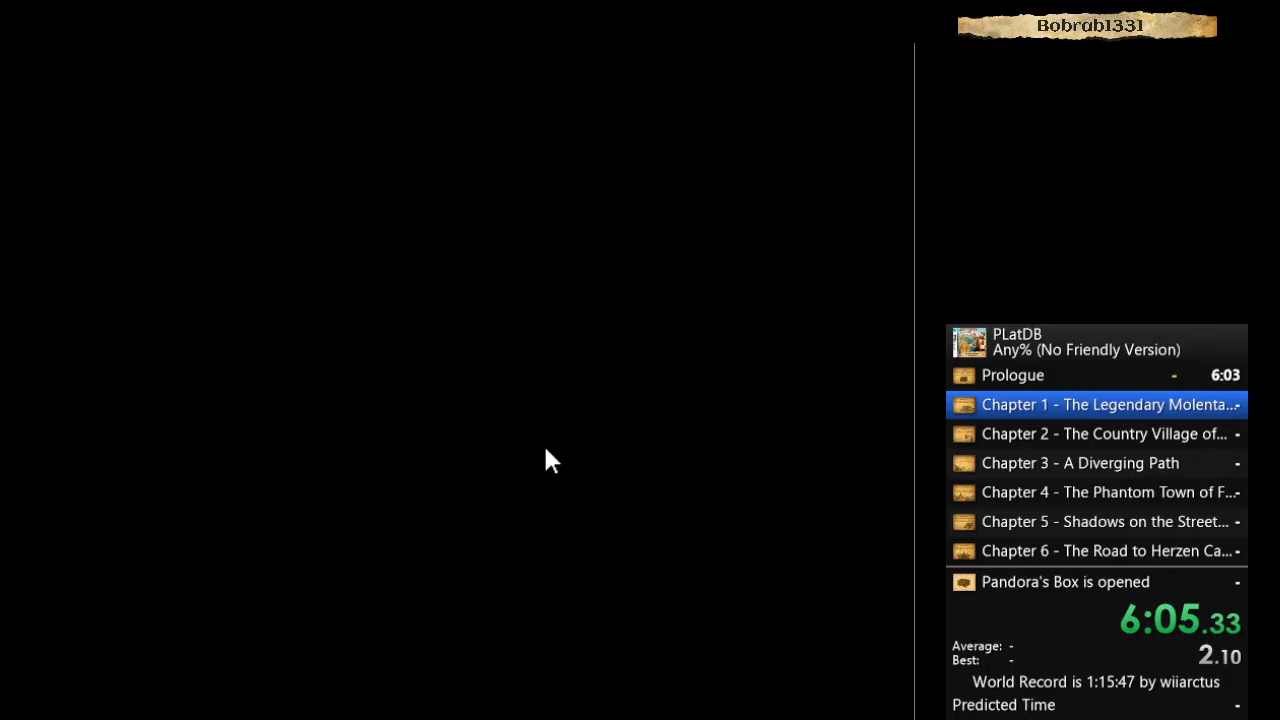 Bobrab1331
PLatDB
Any% (No Friendly Version)
Prologue - 6:03
Chapter 1 - The Legendary Molenta...-
Chapter 2 - The Country Village of... -
Chapter 3 - A Diverging Path -
Chapter 4 - The Phantom Town of F...-
Chapter 5 - Shadows on the Street... -
Chapter 6 - The Road to Herzen Ca...-
Pandora's Box is opened -
6:05.33
Average: -
Best: -
2.10
World Record is 1:15:47 by wiiarctus
Predicted Time -